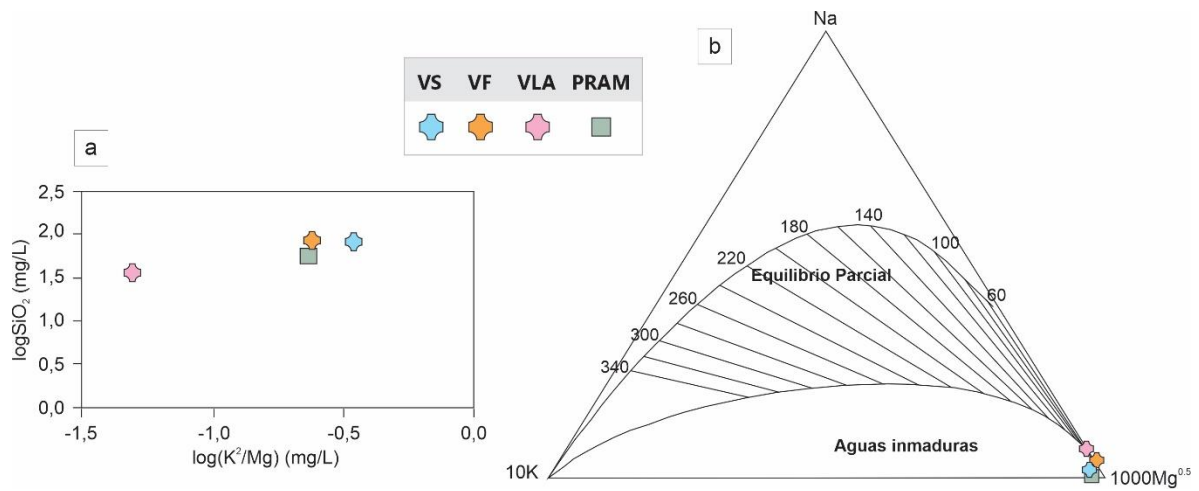 Na
b
VS VF VLA PRAM
a
2,5
2,0
1,5
1,0
0,5
0,0
logSiO₂ (mg/L)
-1,5 -1,0 -0,5 0,0
log(K²/Mg) (mg/L)
140
180
100
220
Equilibrio Parcial
60
260
300
340
Aguas inmaduras
10K
1000Mg⁰·⁵